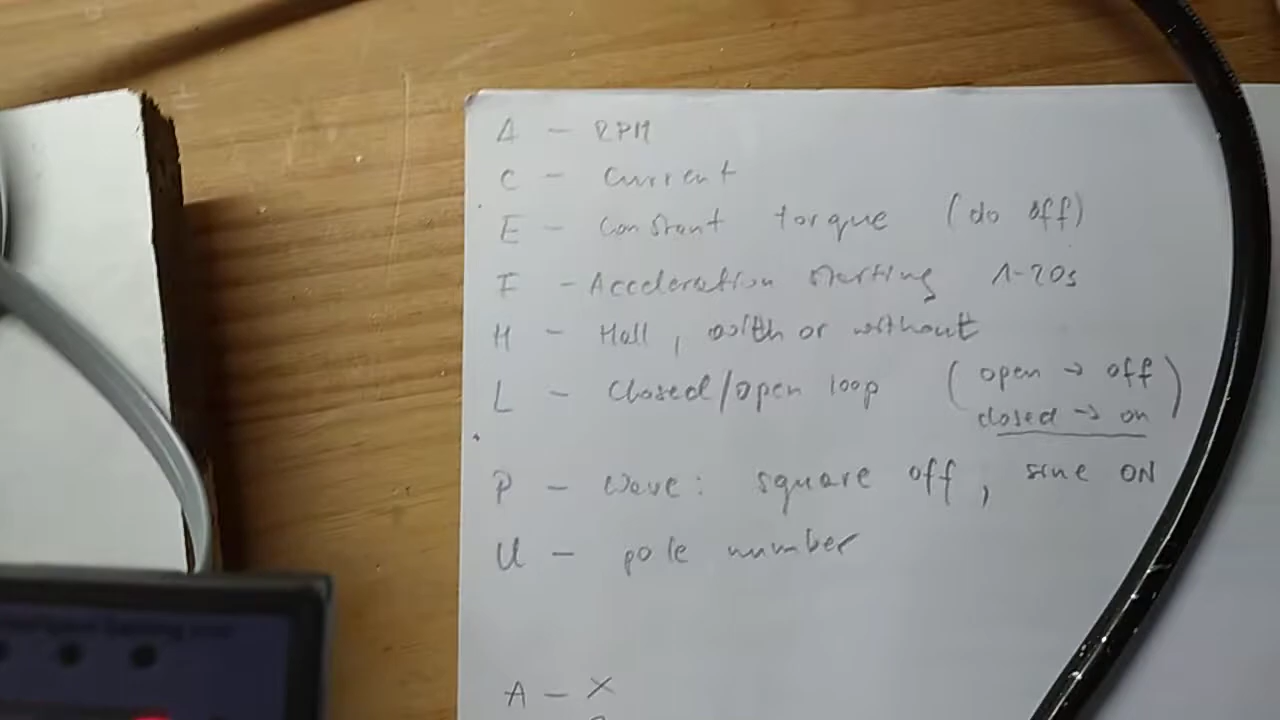 A - RPM
C - Current
E - Constant torque (do off)
F - Acceleration starting 1-20s
H - Hall, with or without
L - Closed/open loop (open → off
closed → on)
P - Wave: square off, sine ON
U - pole number
A - X